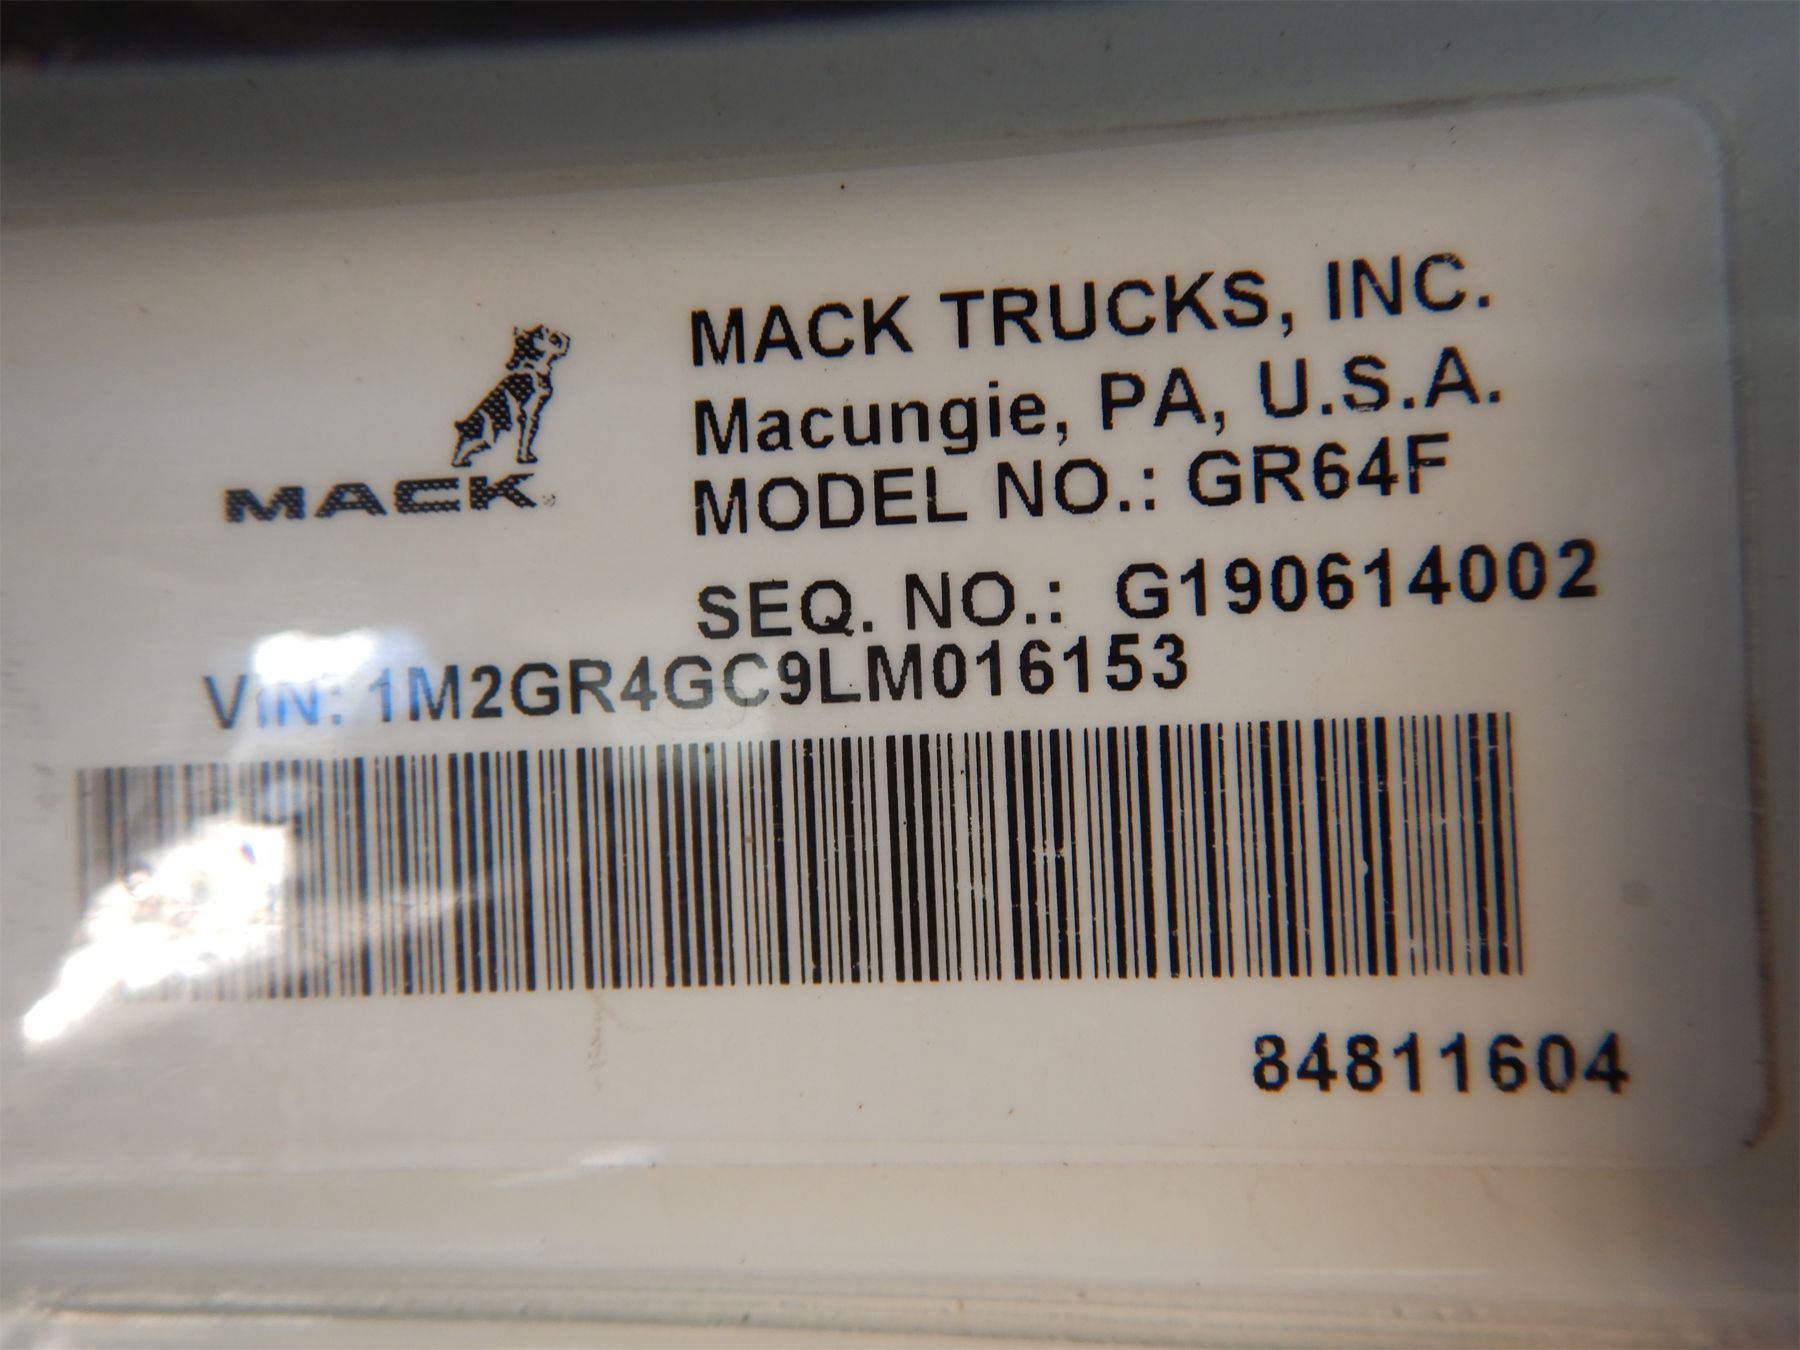 MACK
MACK TRUCKS, INC.
Macungie, PA, U.S.A.
MODEL NO.: GR64F
SEQ. NO.: G190614002
VIN: 1M2GR4GC9LM016153
84811604